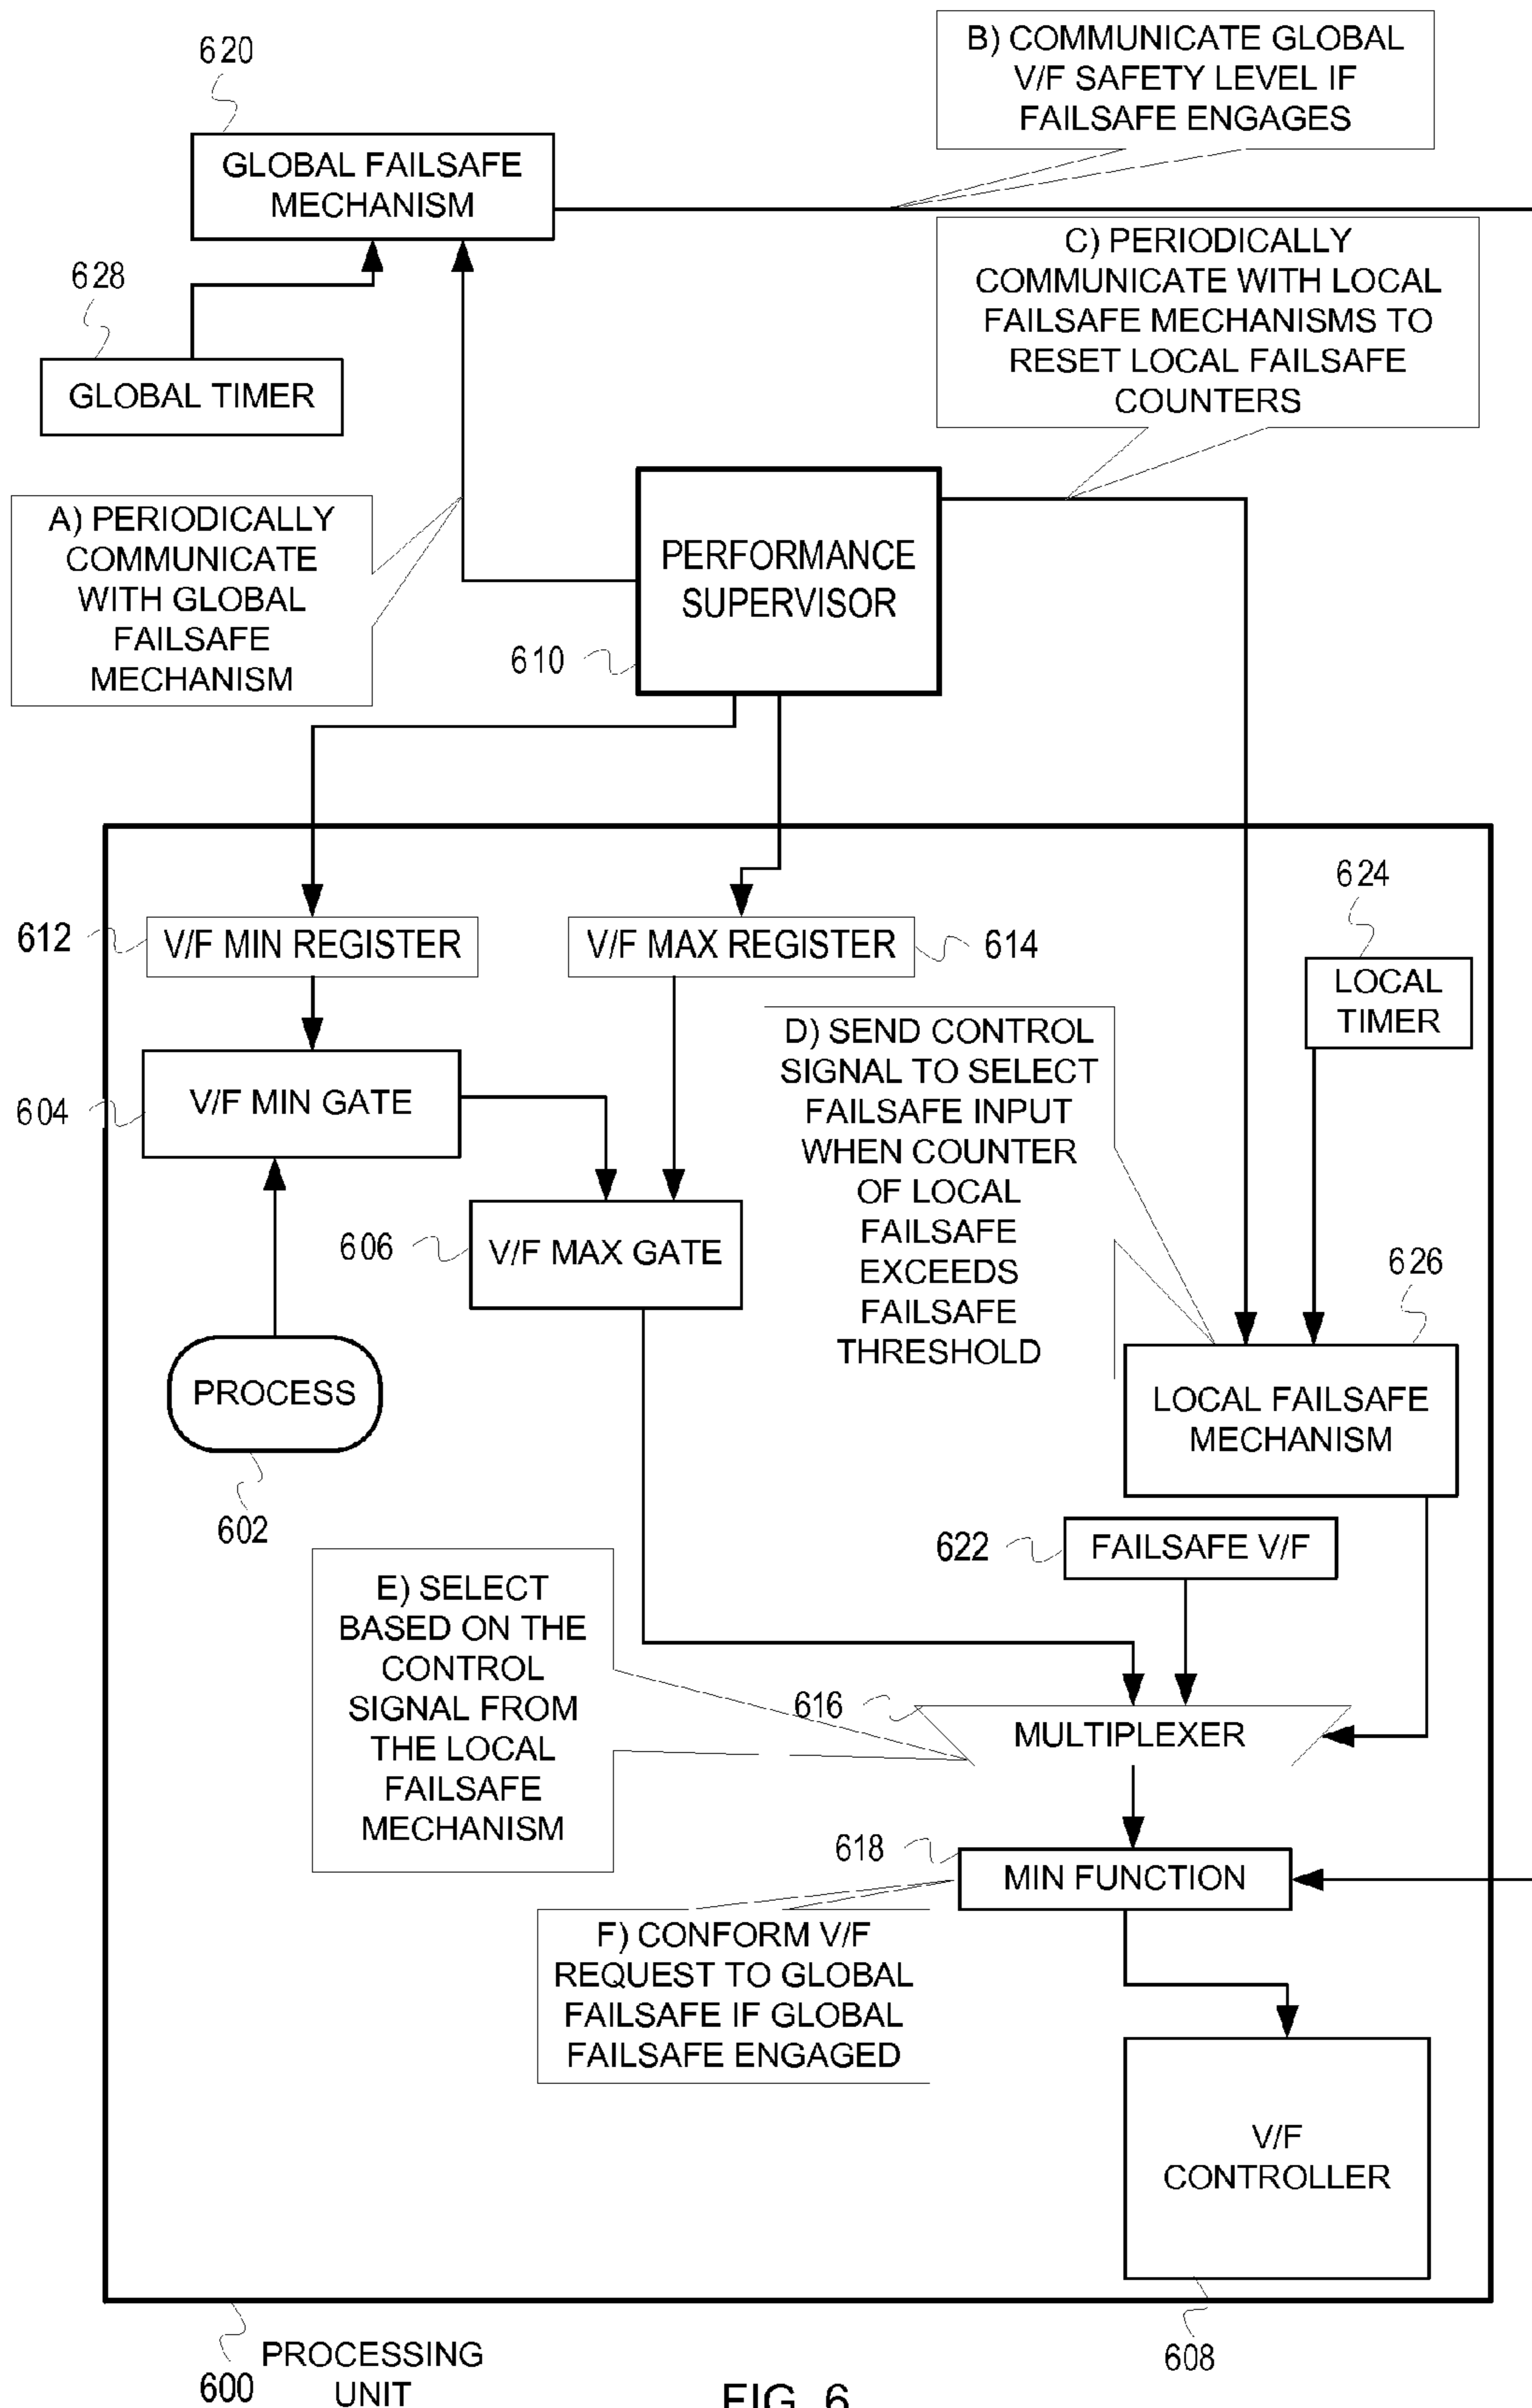 620
B) COMMUNICATE GLOBAL
V/F SAFETY LEVEL IF
FAILSAFE ENGAGES
GLOBAL FAILSAFE
MECHANISM
628
GLOBAL TIMER
C) PERIODICALLY
COMMUNICATE WITH LOCAL
FAILSAFE MECHANISMS TO
RESET LOCAL FAILSAFE
COUNTERS
A) PERIODICALLY
COMMUNICATE
WITH GLOBAL
FAILSAFE
MECHANISM
PERFORMANCE
SUPERVISOR
610
612
V/F MIN REGISTER
V/F MAX REGISTER
614
624
LOCAL
TIMER
604
V/F MIN GATE
D) SEND CONTROL
SIGNAL TO SELECT
FAILSAFE INPUT
WHEN COUNTER
OF LOCAL
FAILSAFE
EXCEEDS
FAILSAFE
THRESHOLD
606
V/F MAX GATE
626
LOCAL FAILSAFE
MECHANISM
PROCESS
602
622
FAILSAFE V/F
E) SELECT
BASED ON THE
CONTROL
SIGNAL FROM
THE LOCAL
FAILSAFE
MECHANISM
616
MULTIPLEXER
618
MIN FUNCTION
F) CONFORM V/F
REQUEST TO GLOBAL
FAILSAFE IF GLOBAL
FAILSAFE ENGAGED
V/F
CONTROLLER
608
600
PROCESSING
UNIT
FIG. 6